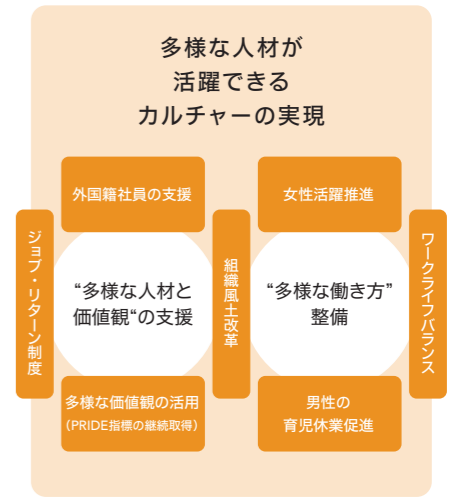 多様な人材が
活躍できる
カルチャーの実現
外国籍社員の支援
女性活躍推進
ジョブ・リターン制度
“多様な人材と
価値観“の支援
組織風土改革
“多様な働き方”
整備
ワークライフバランス
多様な価値観の活用
（PRIDE指標の継続取得）
男性の
育児休業促進